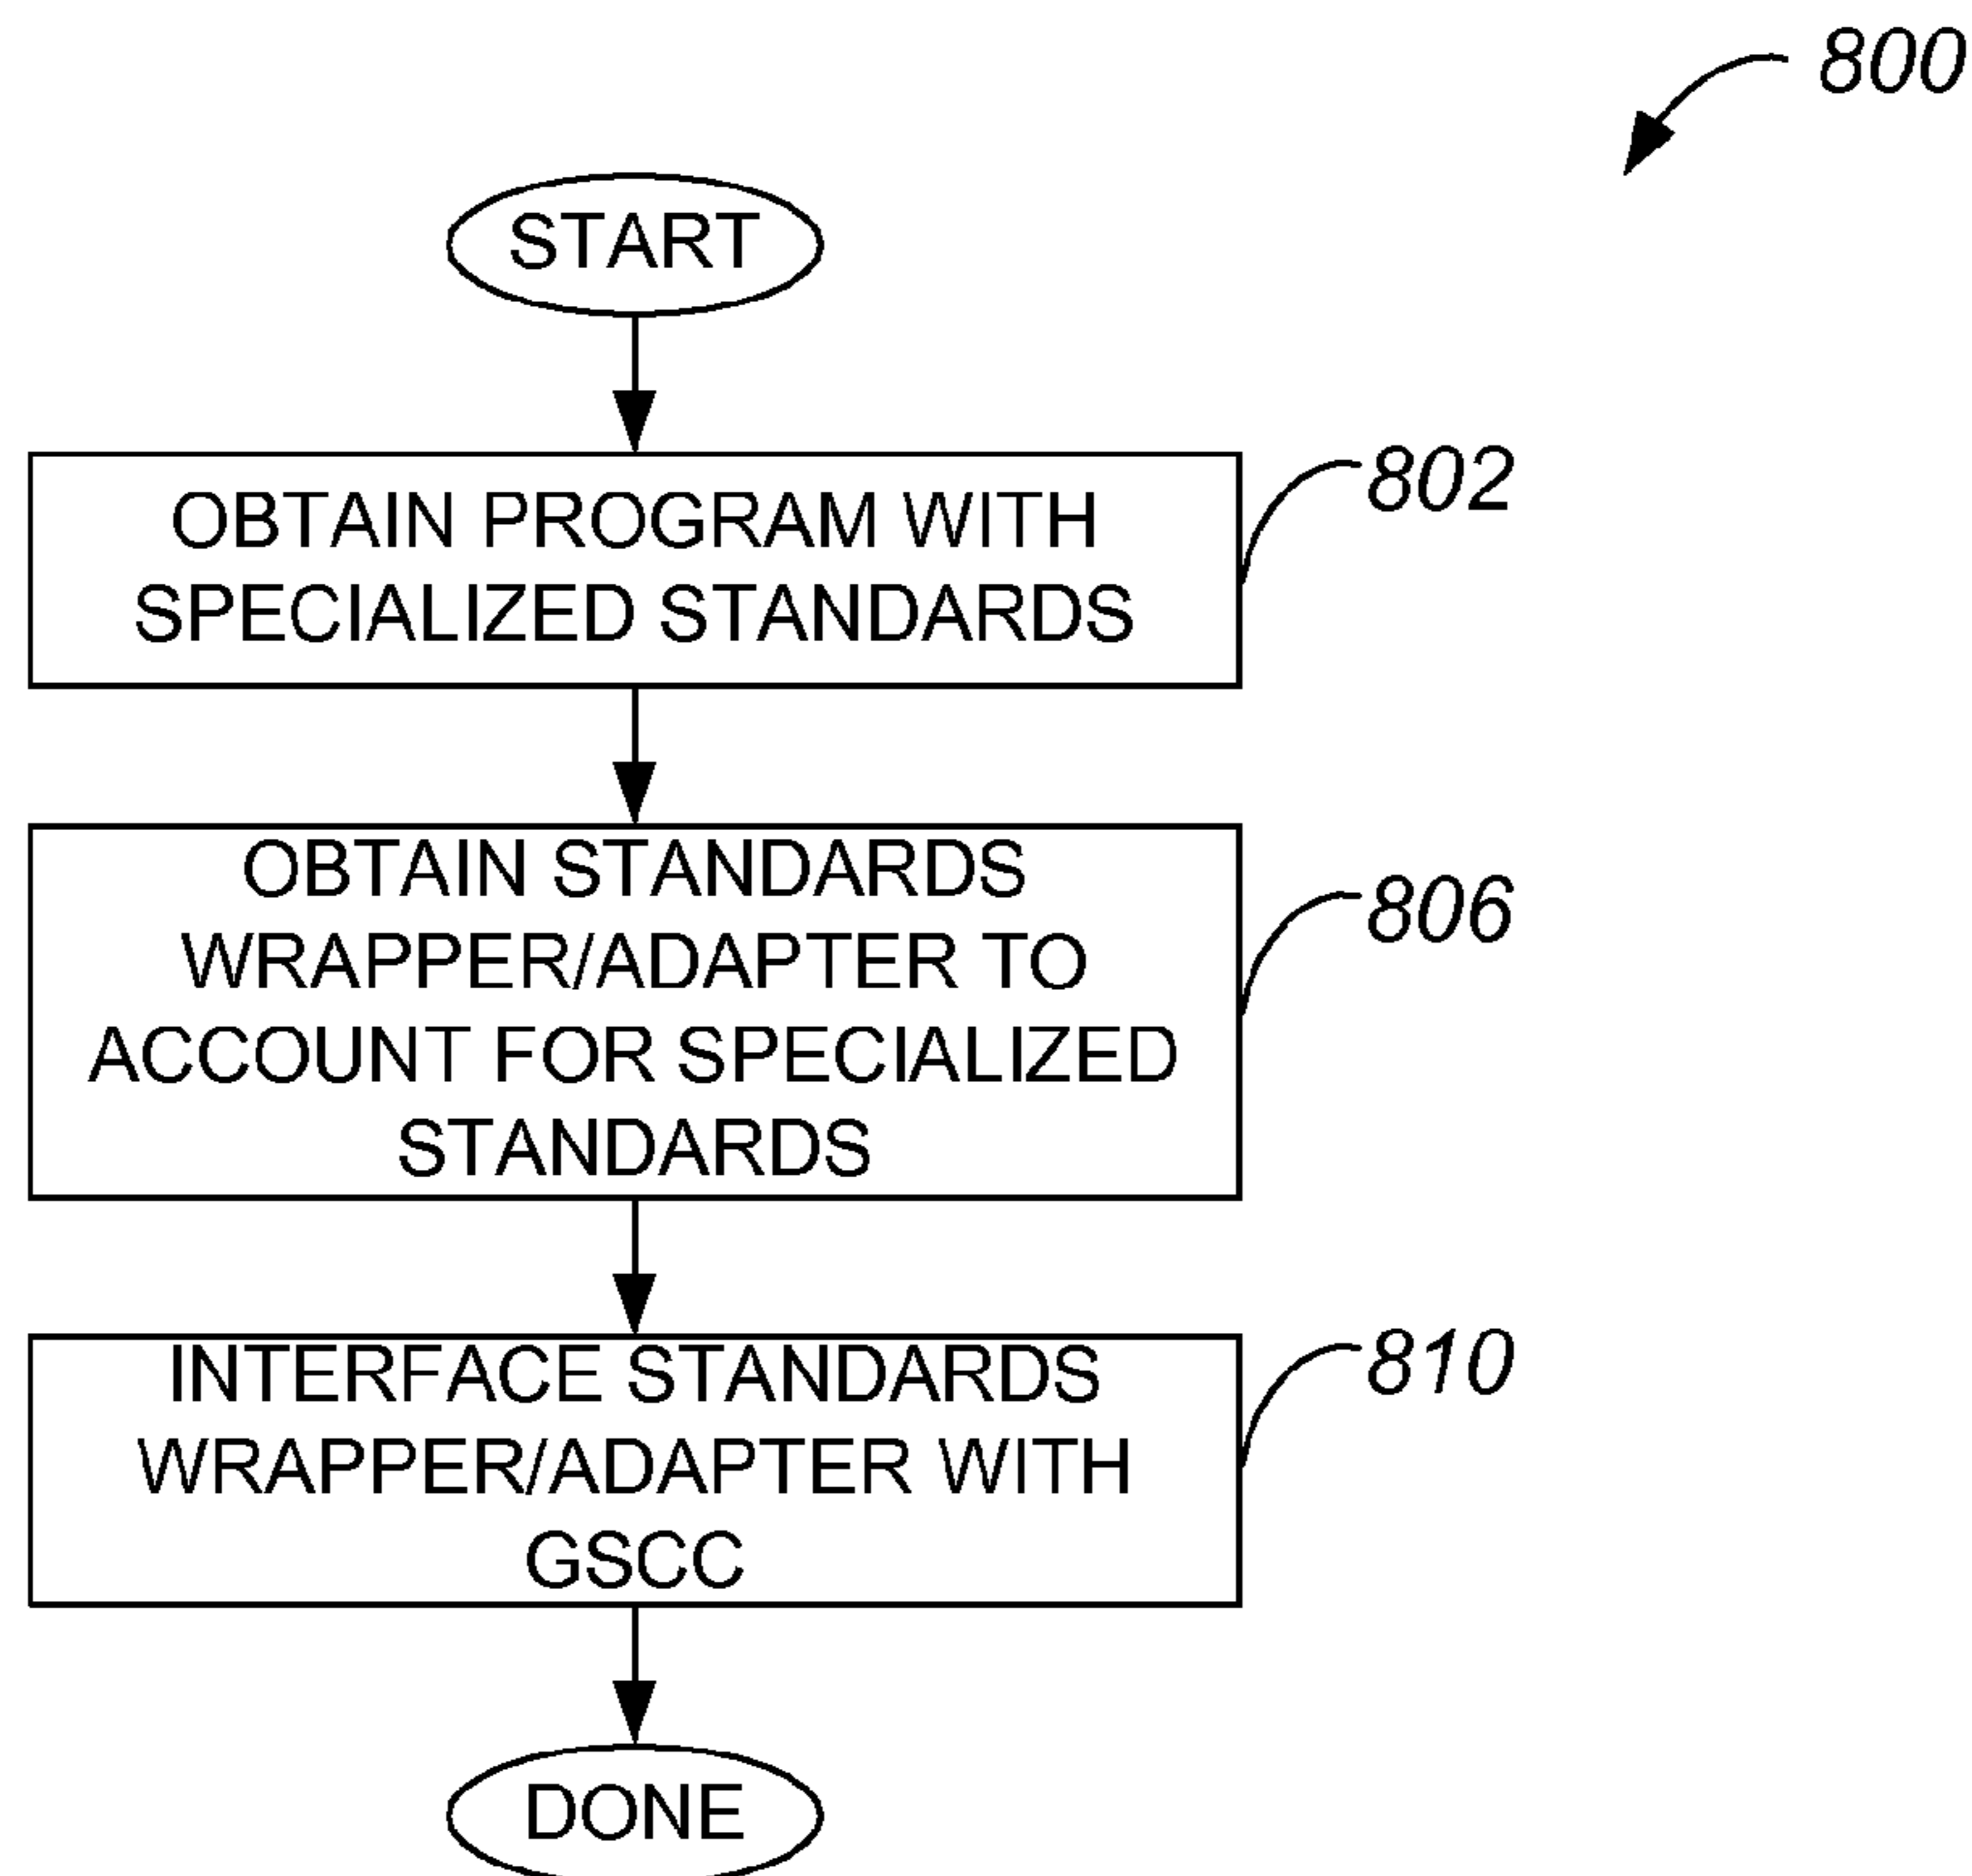 800
START
OBTAIN PROGRAM WITH
SPECIALIZED STANDARDS
802
OBTAIN STANDARDS
WRAPPER/ADAPTER TO
ACCOUNT FOR SPECIALIZED
STANDARDS
806
INTERFACE STANDARDS
WRAPPER/ADAPTER WITH
GSCC
810
DONE